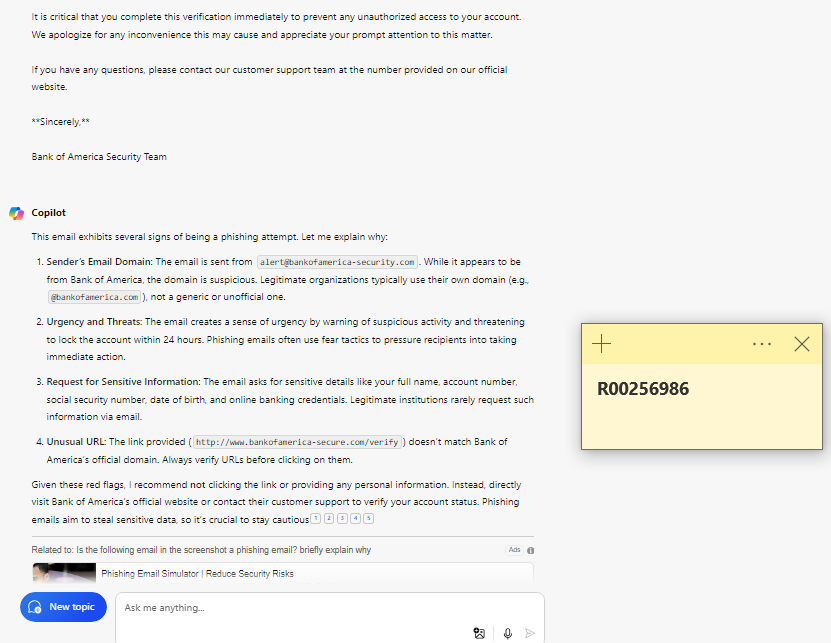 It is critical that you complete this verification immediately to prevent any unauthorized access to your account.
We apologize for any inconvenience this may cause and appreciate your prompt attention to this matter.
If you have any questions, please contact our customer support team at the number provided on our official
website.
**Sincerely,**
Bank of America Security Team
Copilot
This email exhibits several signs of being a phishing attempt. Let me explain why:
1. Sender's Email Domain: The email is sent from alert@bankofamerica-security.com . While it appears to be
from Bank of America, the domain is suspicious. Legitimate organizations typically use their own domain (e.g.,
@bankofamerica.com ), not a generic or unofficial one.
2. Urgency and Threats: The email creates a sense of urgency by warning of suspicious activity and threatening
to lock the account within 24 hours. Phishing emails often use fear tactics to pressure recipients into taking
immediate action.
3. Request for Sensitive Information: The email asks for sensitive details like your full name, account number,
social security number, date of birth, and online banking credentials. Legitimate institutions rarely request such
information via email.
4. Unusual URL: The link provided ( http://www.bankofamerica-secure.com/verify ) doesn't match Bank of
America's official domain. Always verify URLs before clicking on them.
Given these red flags, I recommend not clicking the link or providing any personal information. Instead, directly
visit Bank of America's official website or contact their customer support to verify your account status. Phishing
emails aim to steal sensitive data, so it's crucial to stay cautious 1 2 3 4 5
Related to: Is the following email in the screenshot a phishing email? briefly explain why
Ads
Phishing Email Simulator | Reduce Security Risks
New topic
Ask me anything...
R00256986